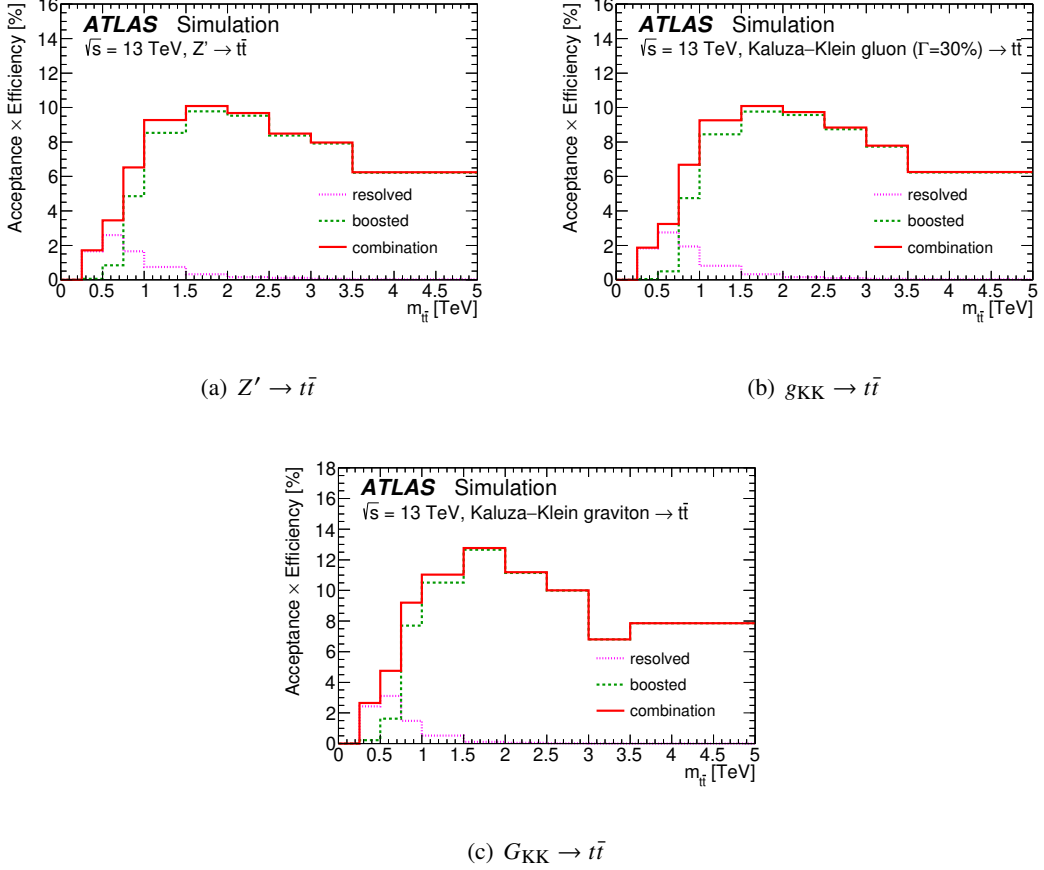 16
14
12
10
8
6
4
2
0
Acceptance × Efficiency [%]
ATLAS Simulation
√s = 13 TeV, Z' → tt̄
resolved
boosted
combination
0 0.5 1 1.5 2 2.5 3 3.5 4 4.5 5
m_tt̄ [TeV]
(a) Z′ → tt̄
16
14
12
10
8
6
4
2
0
Acceptance × Efficiency [%]
ATLAS Simulation
√s = 13 TeV, Kaluza–Klein gluon (Γ=30%) → tt̄
resolved
boosted
combination
0 0.5 1 1.5 2 2.5 3 3.5 4 4.5 5
m_tt̄ [TeV]
(b) g_KK → tt̄
18
16
14
12
10
8
6
4
2
0
Acceptance × Efficiency [%]
ATLAS Simulation
√s = 13 TeV, Kaluza–Klein graviton → tt̄
resolved
boosted
combination
0 0.5 1 1.5 2 2.5 3 3.5 4 4.5 5
m_tt̄ [TeV]
(c) G_KK → tt̄